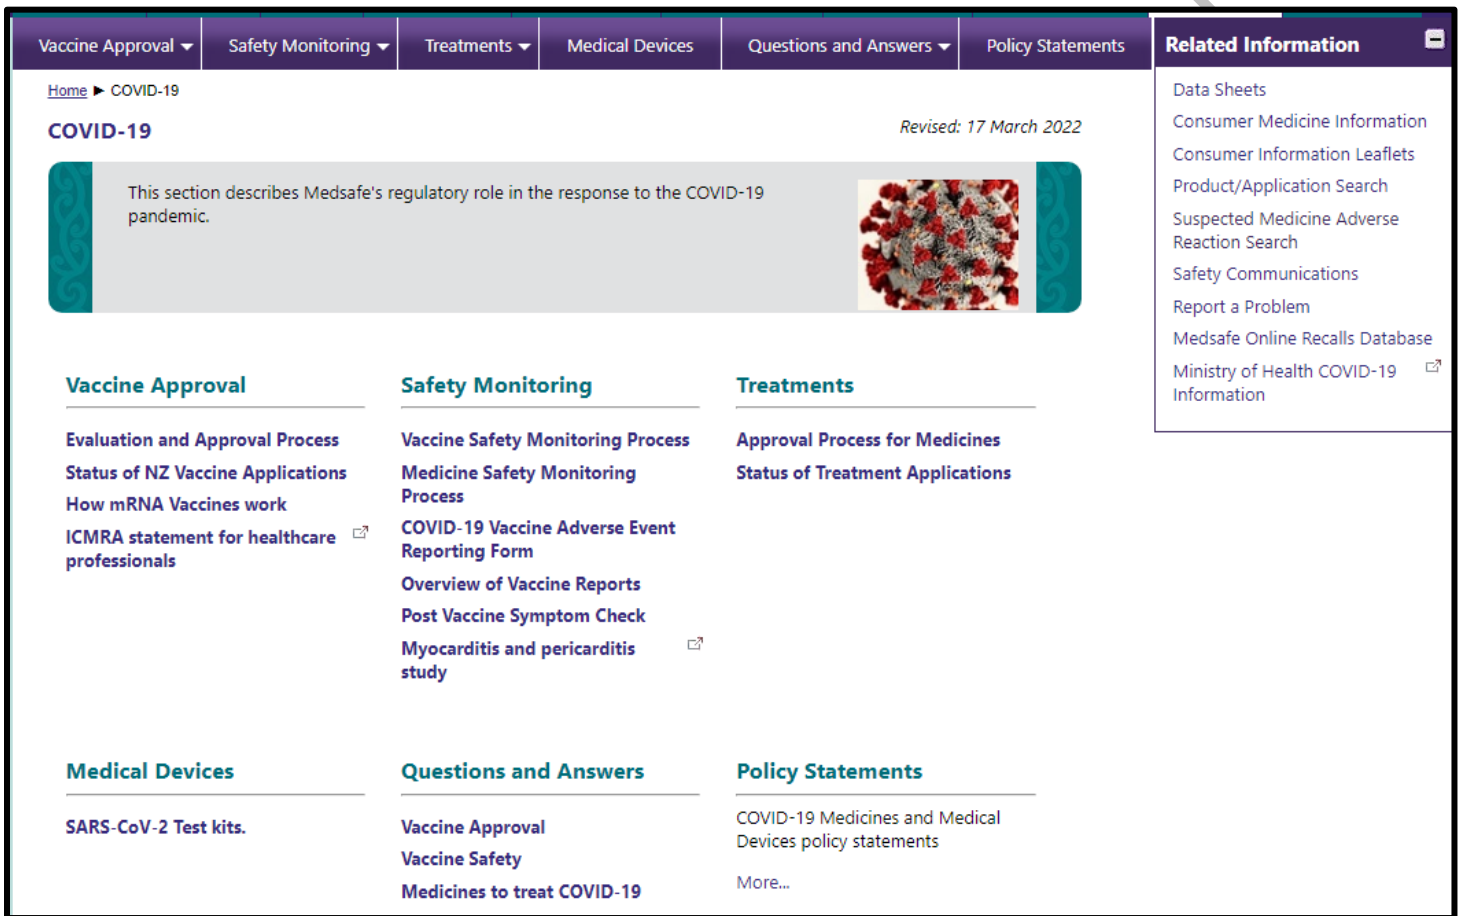 Vaccine Approval
Safety Monitoring
Treatments
Medical Devices
Questions and Answers
Policy Statements
Home ► COVID-19
COVID-19
Revised: 17 March 2022
This section describes Medsafe's regulatory role in the response to the COVID-19
pandemic.
Vaccine Approval
Evaluation and Approval Process
Status of NZ Vaccine Applications
How mRNA Vaccines work
ICMRA statement for healthcare
professionals
Safety Monitoring
Vaccine Safety Monitoring Process
Medicine Safety Monitoring
Process
COVID-19 Vaccine Adverse Event
Reporting Form
Overview of Vaccine Reports
Post Vaccine Symptom Check
Myocarditis and pericarditis
study
Treatments
Approval Process for Medicines
Status of Treatment Applications
Medical Devices
SARS-CoV-2 Test kits.
Questions and Answers
Vaccine Approval
Vaccine Safety
Medicines to treat COVID-19
Policy Statements
COVID-19 Medicines and Medical
Devices policy statements
More...
Related Information
Data Sheets
Consumer Medicine Information
Consumer Information Leaflets
Product/Application Search
Suspected Medicine Adverse
Reaction Search
Safety Communications
Report a Problem
Medsafe Online Recalls Database
Ministry of Health COVID-19
Information